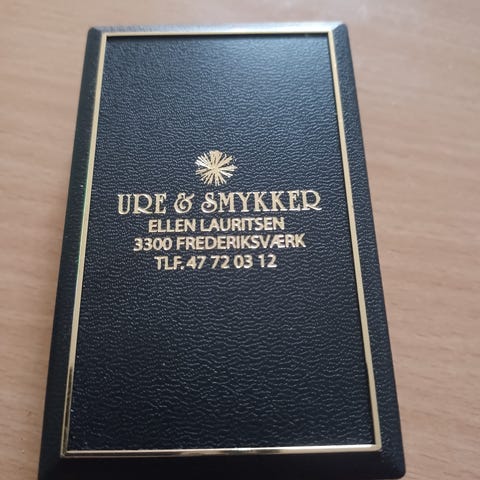 URE & SMYKKER
ELLEN LAURITSEN
3300 FREDERIKSVÆRK
TLF. 47 72 03 12